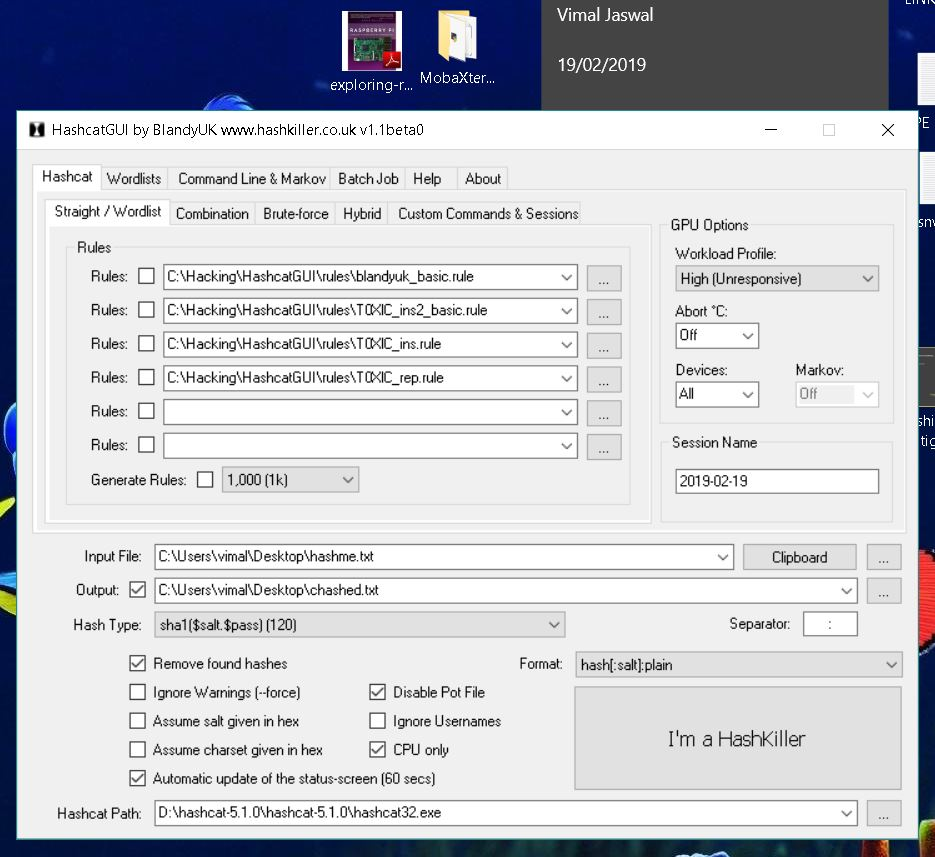 LINK
Vimal Jaswal
19/02/2019
RASPBERRY PI
exploring-r...
MobaXter...
HashcatGUI by BlandyUK www.hashkiller.co.uk v1.1beta0
Hashcat Wordlists Command Line & Markov Batch Job Help About
Straight / Wordlist Combination Brute-force Hybrid Custom Commands & Sessions
Rules
Rules: C:\Hacking\HashcatGUI\rules\blandyuk_basic.rule ...
Rules: C:\Hacking\HashcatGUI\rules\T0XIC_ins2_basic.rule ...
Rules: C:\Hacking\HashcatGUI\rules\T0XIC_ins.rule ...
Rules: C:\Hacking\HashcatGUI\rules\T0XIC_rep.rule ...
Rules: ...
Rules: ...
Generate Rules: 1,000 (1k)
GPU Options
Workload Profile:
High (Unresponsive)
Abort °C:
Off
Devices: Markov:
All Off
Session Name
2019-02-19
Input File: C:\Users\vimal\Desktop\hashme.txt Clipboard ...
Output: C:\Users\vimal\Desktop\chashed.txt ...
Hash Type: sha1($salt.$pass) (120) Separator: :
Remove found hashes Format: hash[:salt]:plain
Ignore Warnings (--force) Disable Pot File
Assume salt given in hex Ignore Usernames
Assume charset given in hex CPU only
Automatic update of the status-screen (60 secs)
I'm a HashKiller
Hashcat Path: D:\hashcat-5.1.0\hashcat-5.1.0\hashcat32.exe ...